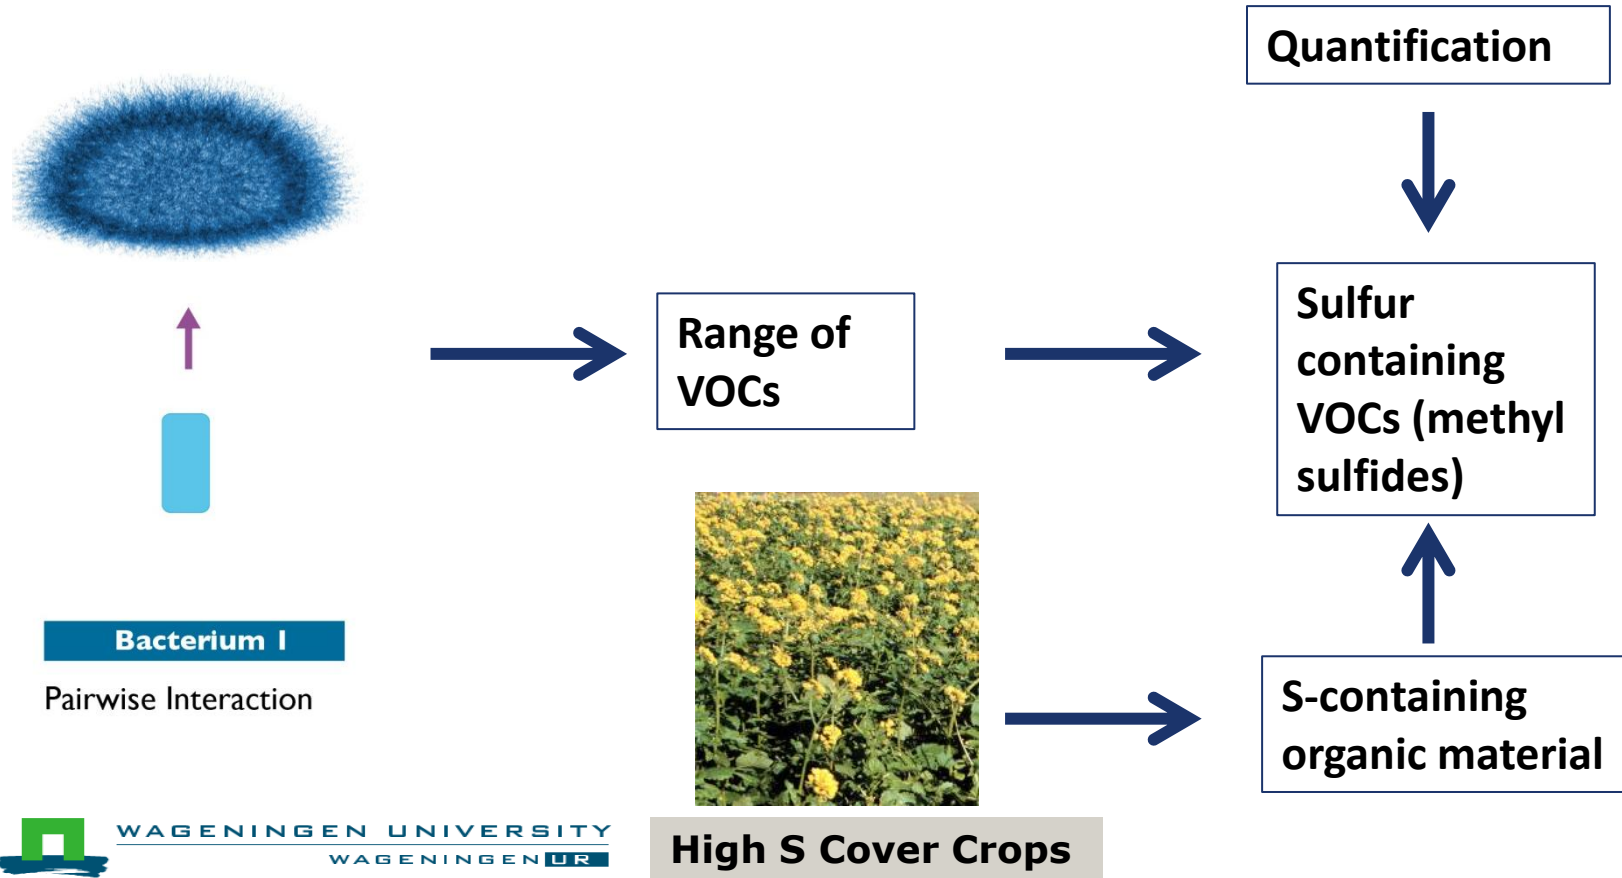 Quantification
Range of
VOCs
Sulfur
containing
VOCs (methyl
sulfides)
Bacterium 1
Pairwise Interaction
S-containing
organic material
High S Cover Crops
WAGENINGEN UNIVERSITY
WAGENINGEN UR